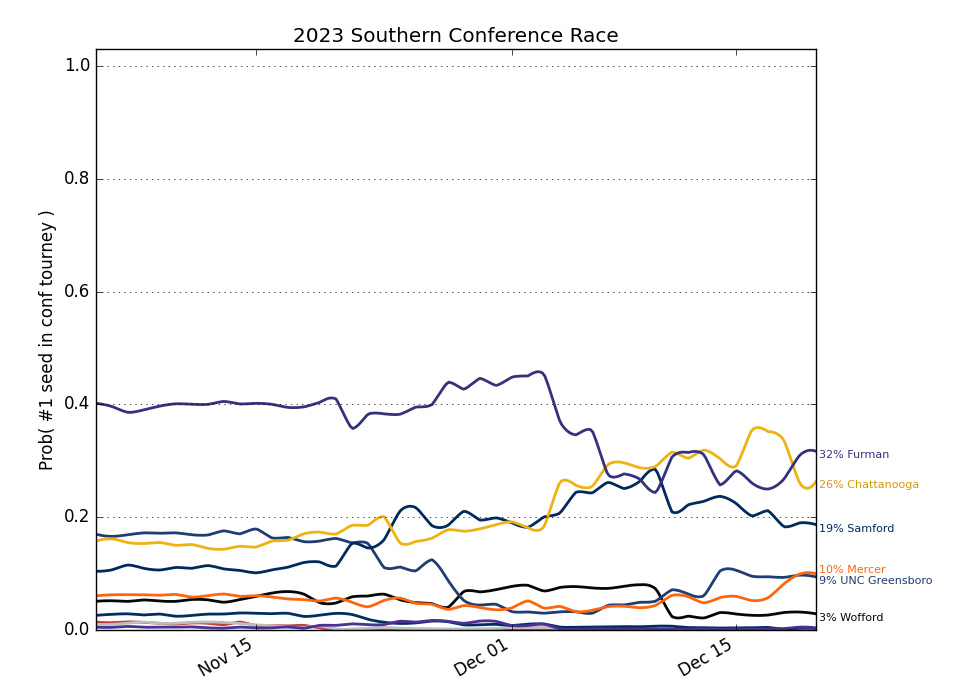 2023 Southern Conference Race
Prob( #1 seed in conf tourney )
1.0
0.8
0.6
0.4
0.2
0.0
Nov 15
Dec 01
Dec 15
32% Furman
26% Chattanooga
19% Samford
10% Mercer
9% UNC Greensboro
3% Wofford